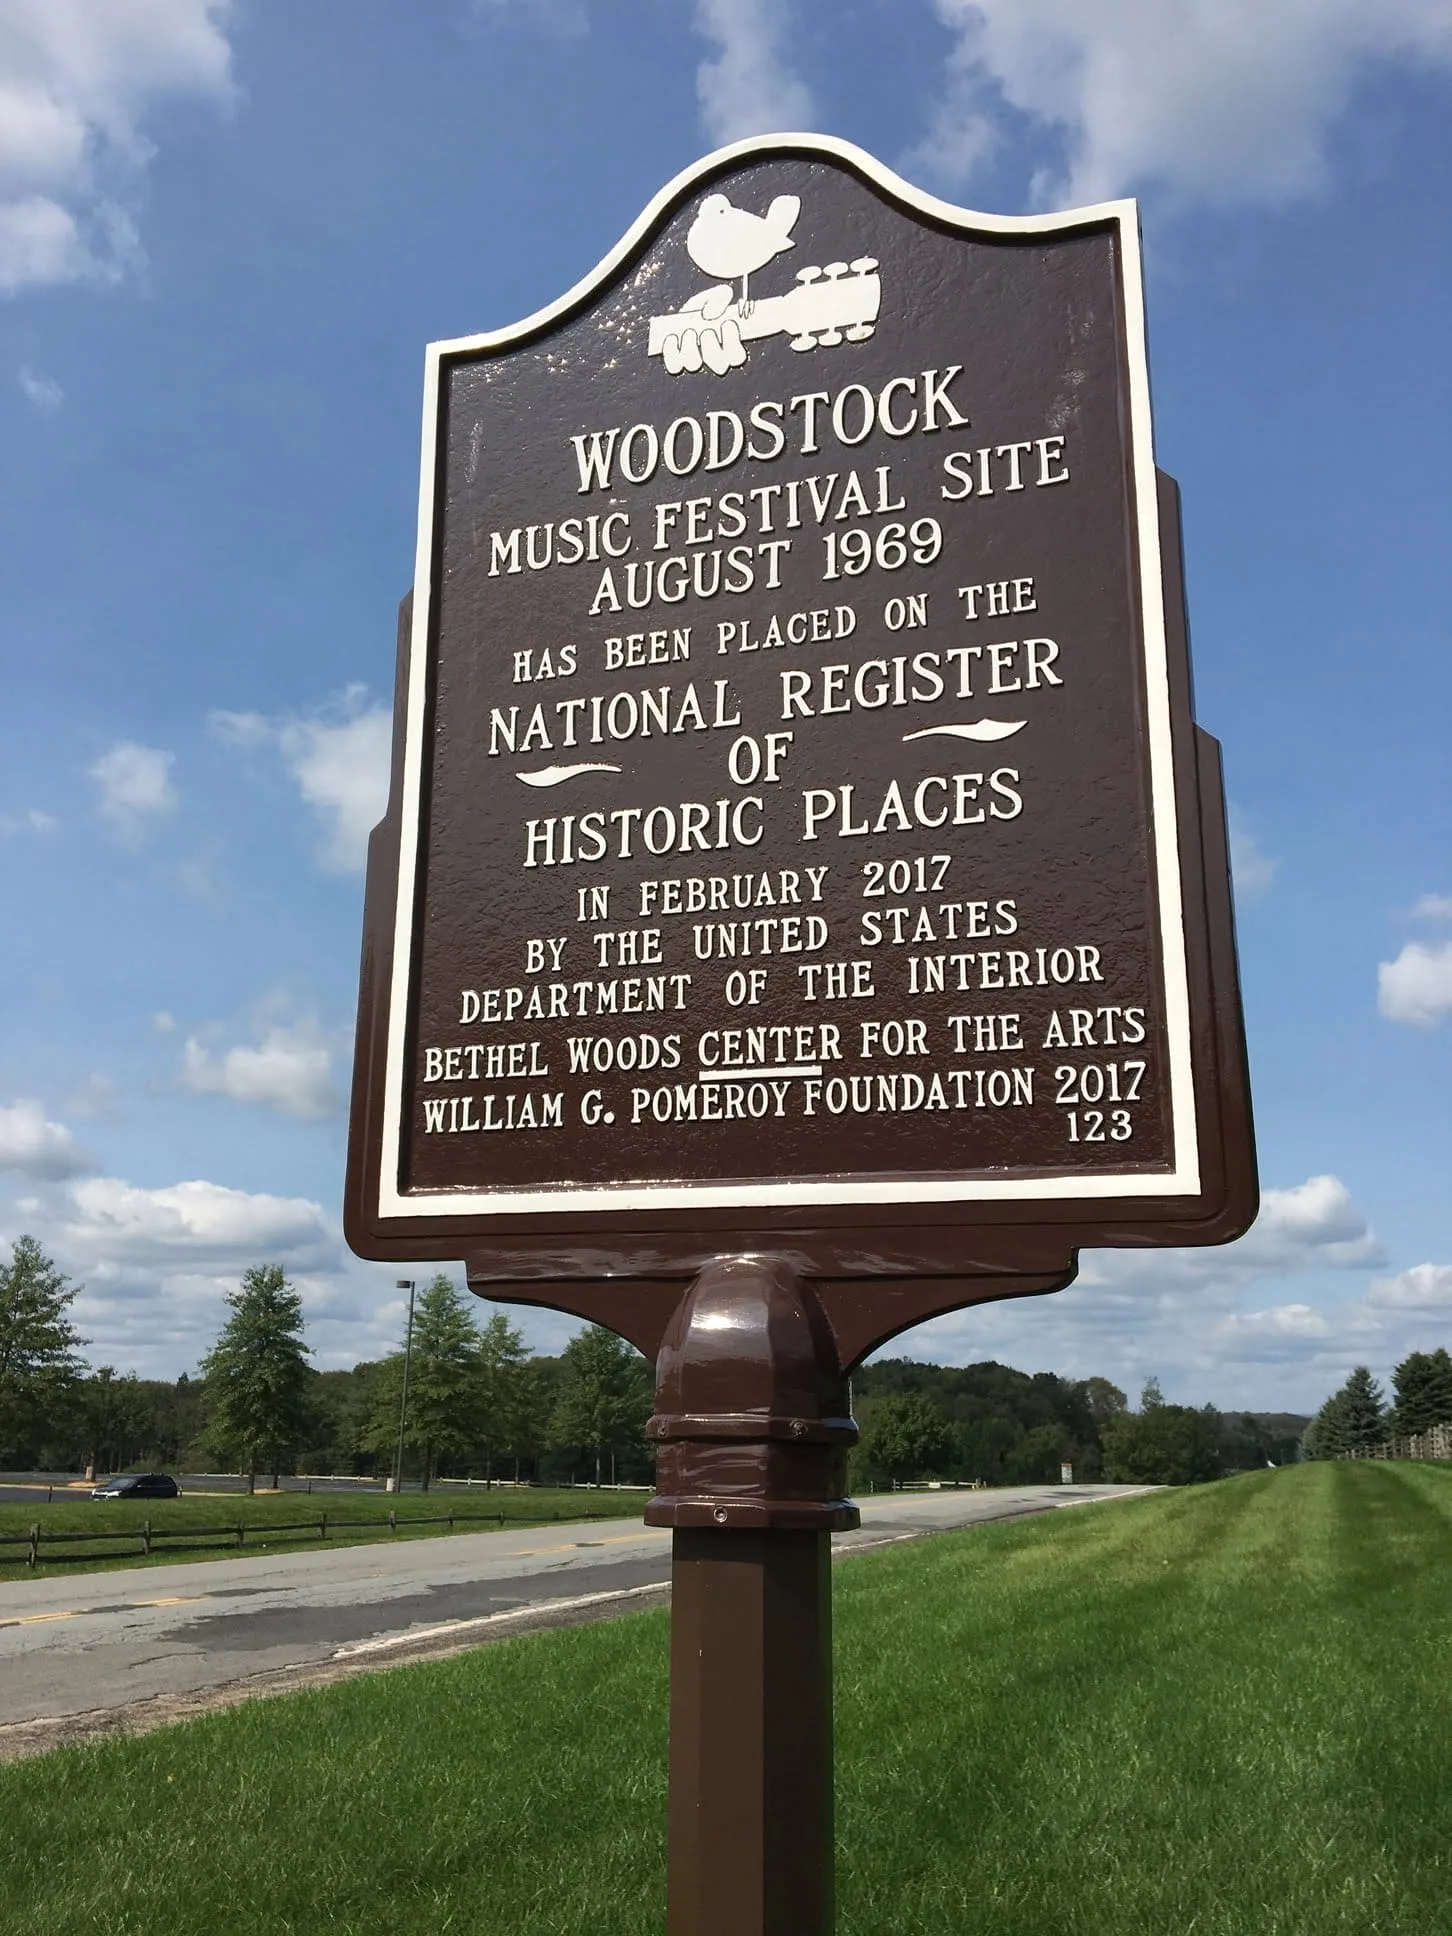 WOODSTOCK
MUSIC FESTIVAL SITE
AUGUST 1969
HAS BEEN PLACED ON THE
NATIONAL REGISTER
OF
HISTORIC PLACES
IN FEBRUARY 2017
BY THE UNITED STATES
DEPARTMENT OF THE INTERIOR
BETHEL WOODS CENTER FOR THE ARTS
WILLIAM G. POMEROY FOUNDATION 2017
123